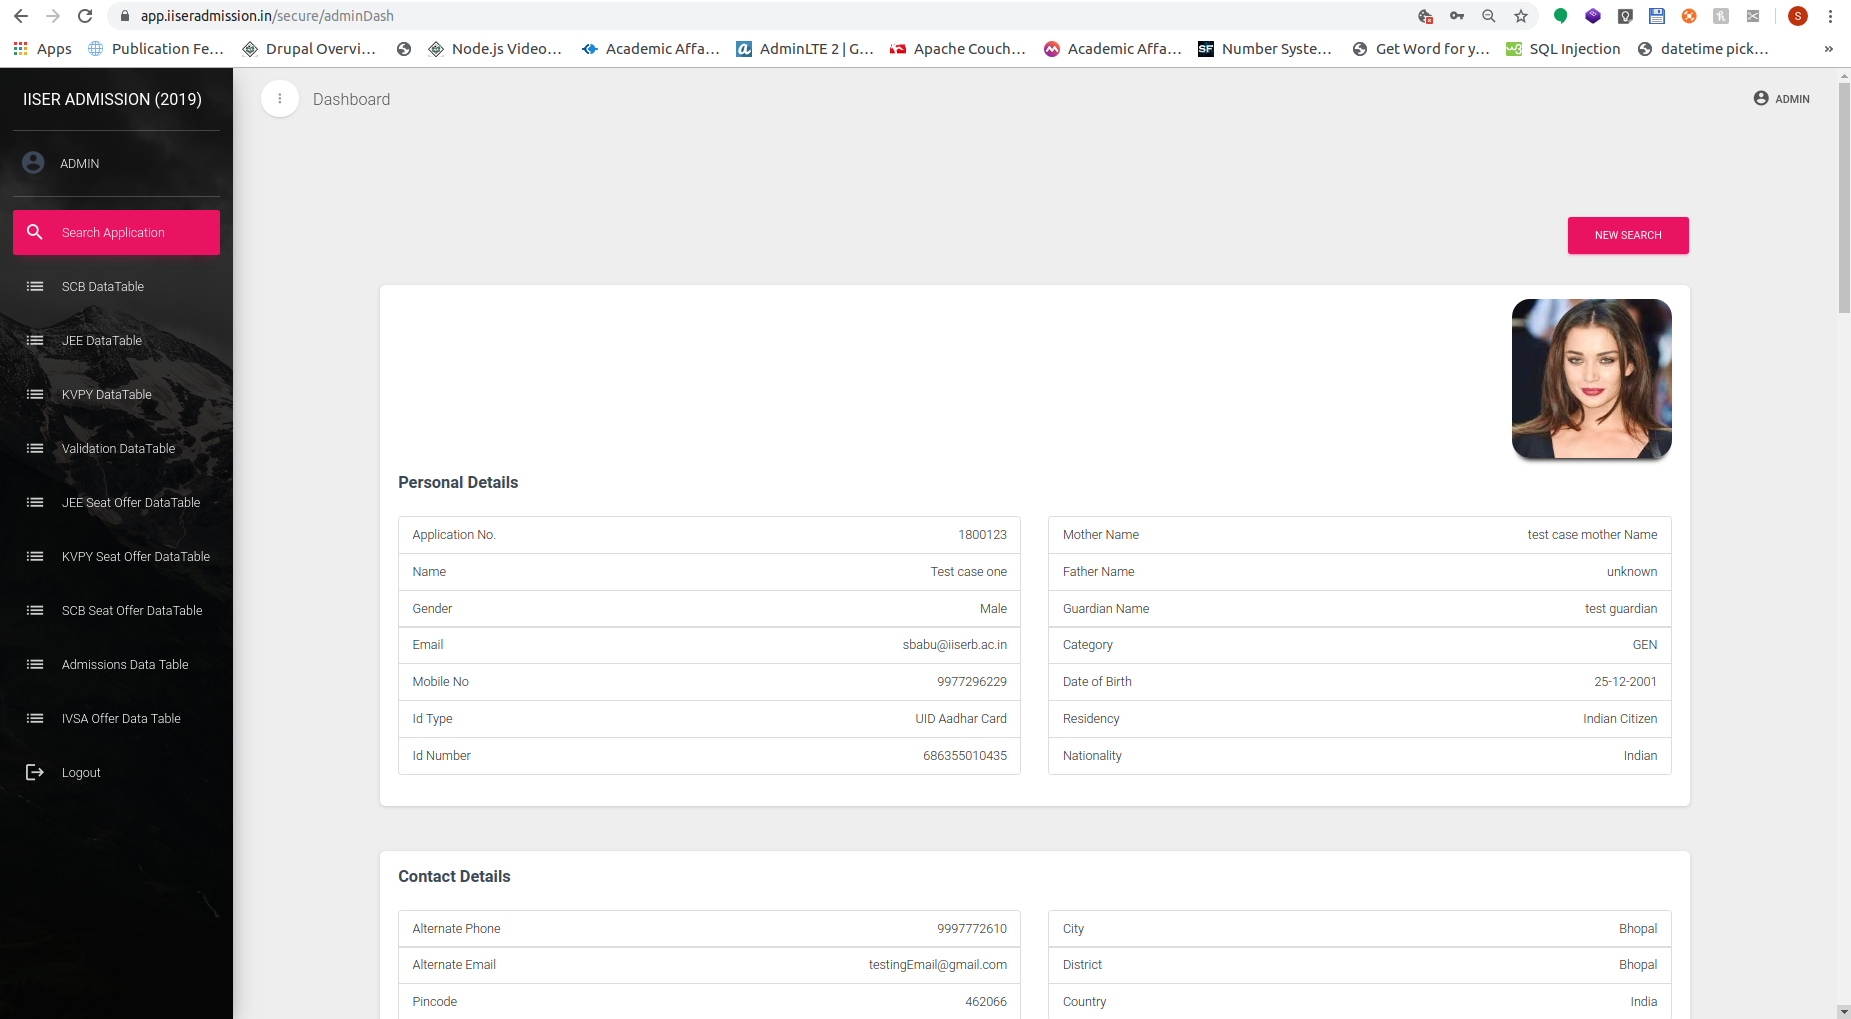 app.iiseradmission.in/secure/adminDash
S
Apps
Publication Fe...
Drupal Overvi...
Node.js Video...
Academic Affa...
AdminLTE 2 | G...
Apache Couch...
Academic Affa...
SF
Number Syste...
Get Word for y...
SQL Injection
datetime pick...
»
IISER ADMISSION (2019)
ADMIN
Search Application
SCB DataTable
JEE DataTable
KVPY DataTable
Validation DataTable
JEE Seat Offer DataTable
KVPY Seat Offer DataTable
SCB Seat Offer DataTable
Admissions Data Table
IVSA Offer Data Table
Logout
Dashboard
ADMIN
NEW SEARCH
Personal Details
Application No. 1800123
Name Test case one
Gender Male
Email sbabu@iiserb.ac.in
Mobile No 9977296229
Id Type UID Aadhar Card
Id Number 686355010435
Mother Name test case mother Name
Father Name unknown
Guardian Name test guardian
Category GEN
Date of Birth 25-12-2001
Residency Indian Citizen
Nationality Indian
Contact Details
Alternate Phone 9997772610
Alternate Email testingEmail@gmail.com
Pincode 462066
City Bhopal
District Bhopal
Country India